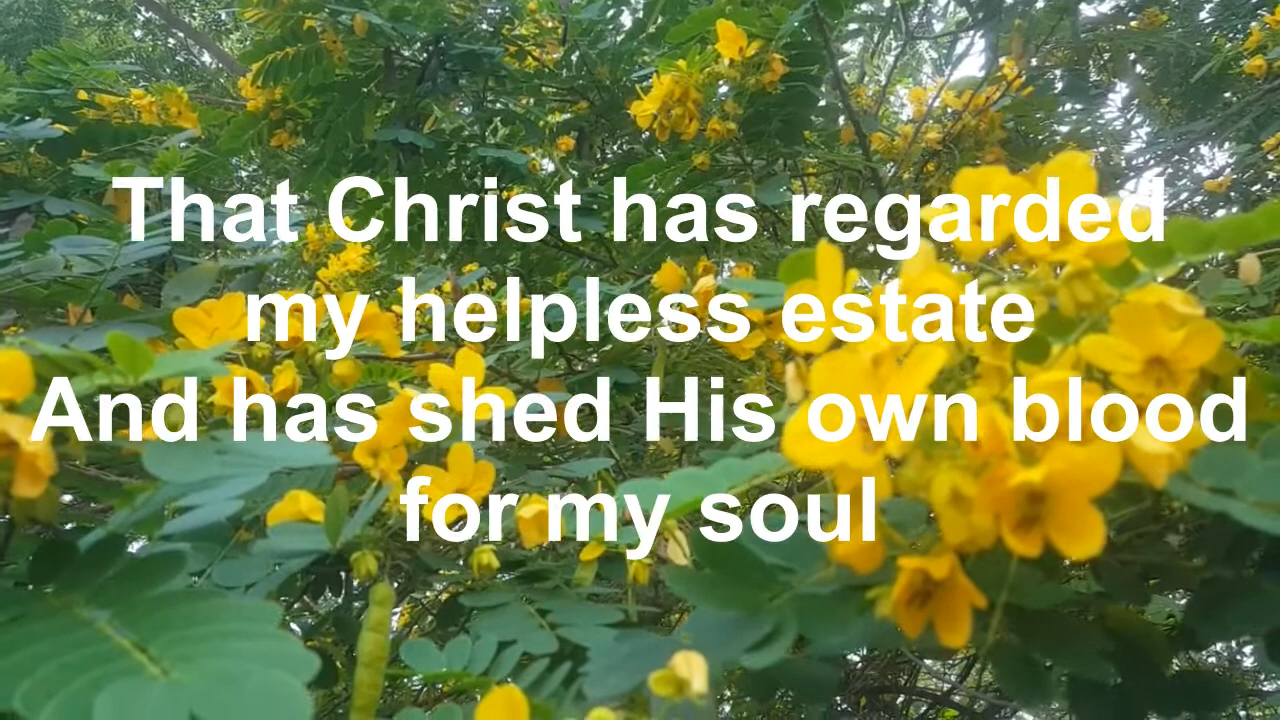 That Christ has regarded
my helpless estate
And has shed His own blood
for my soul